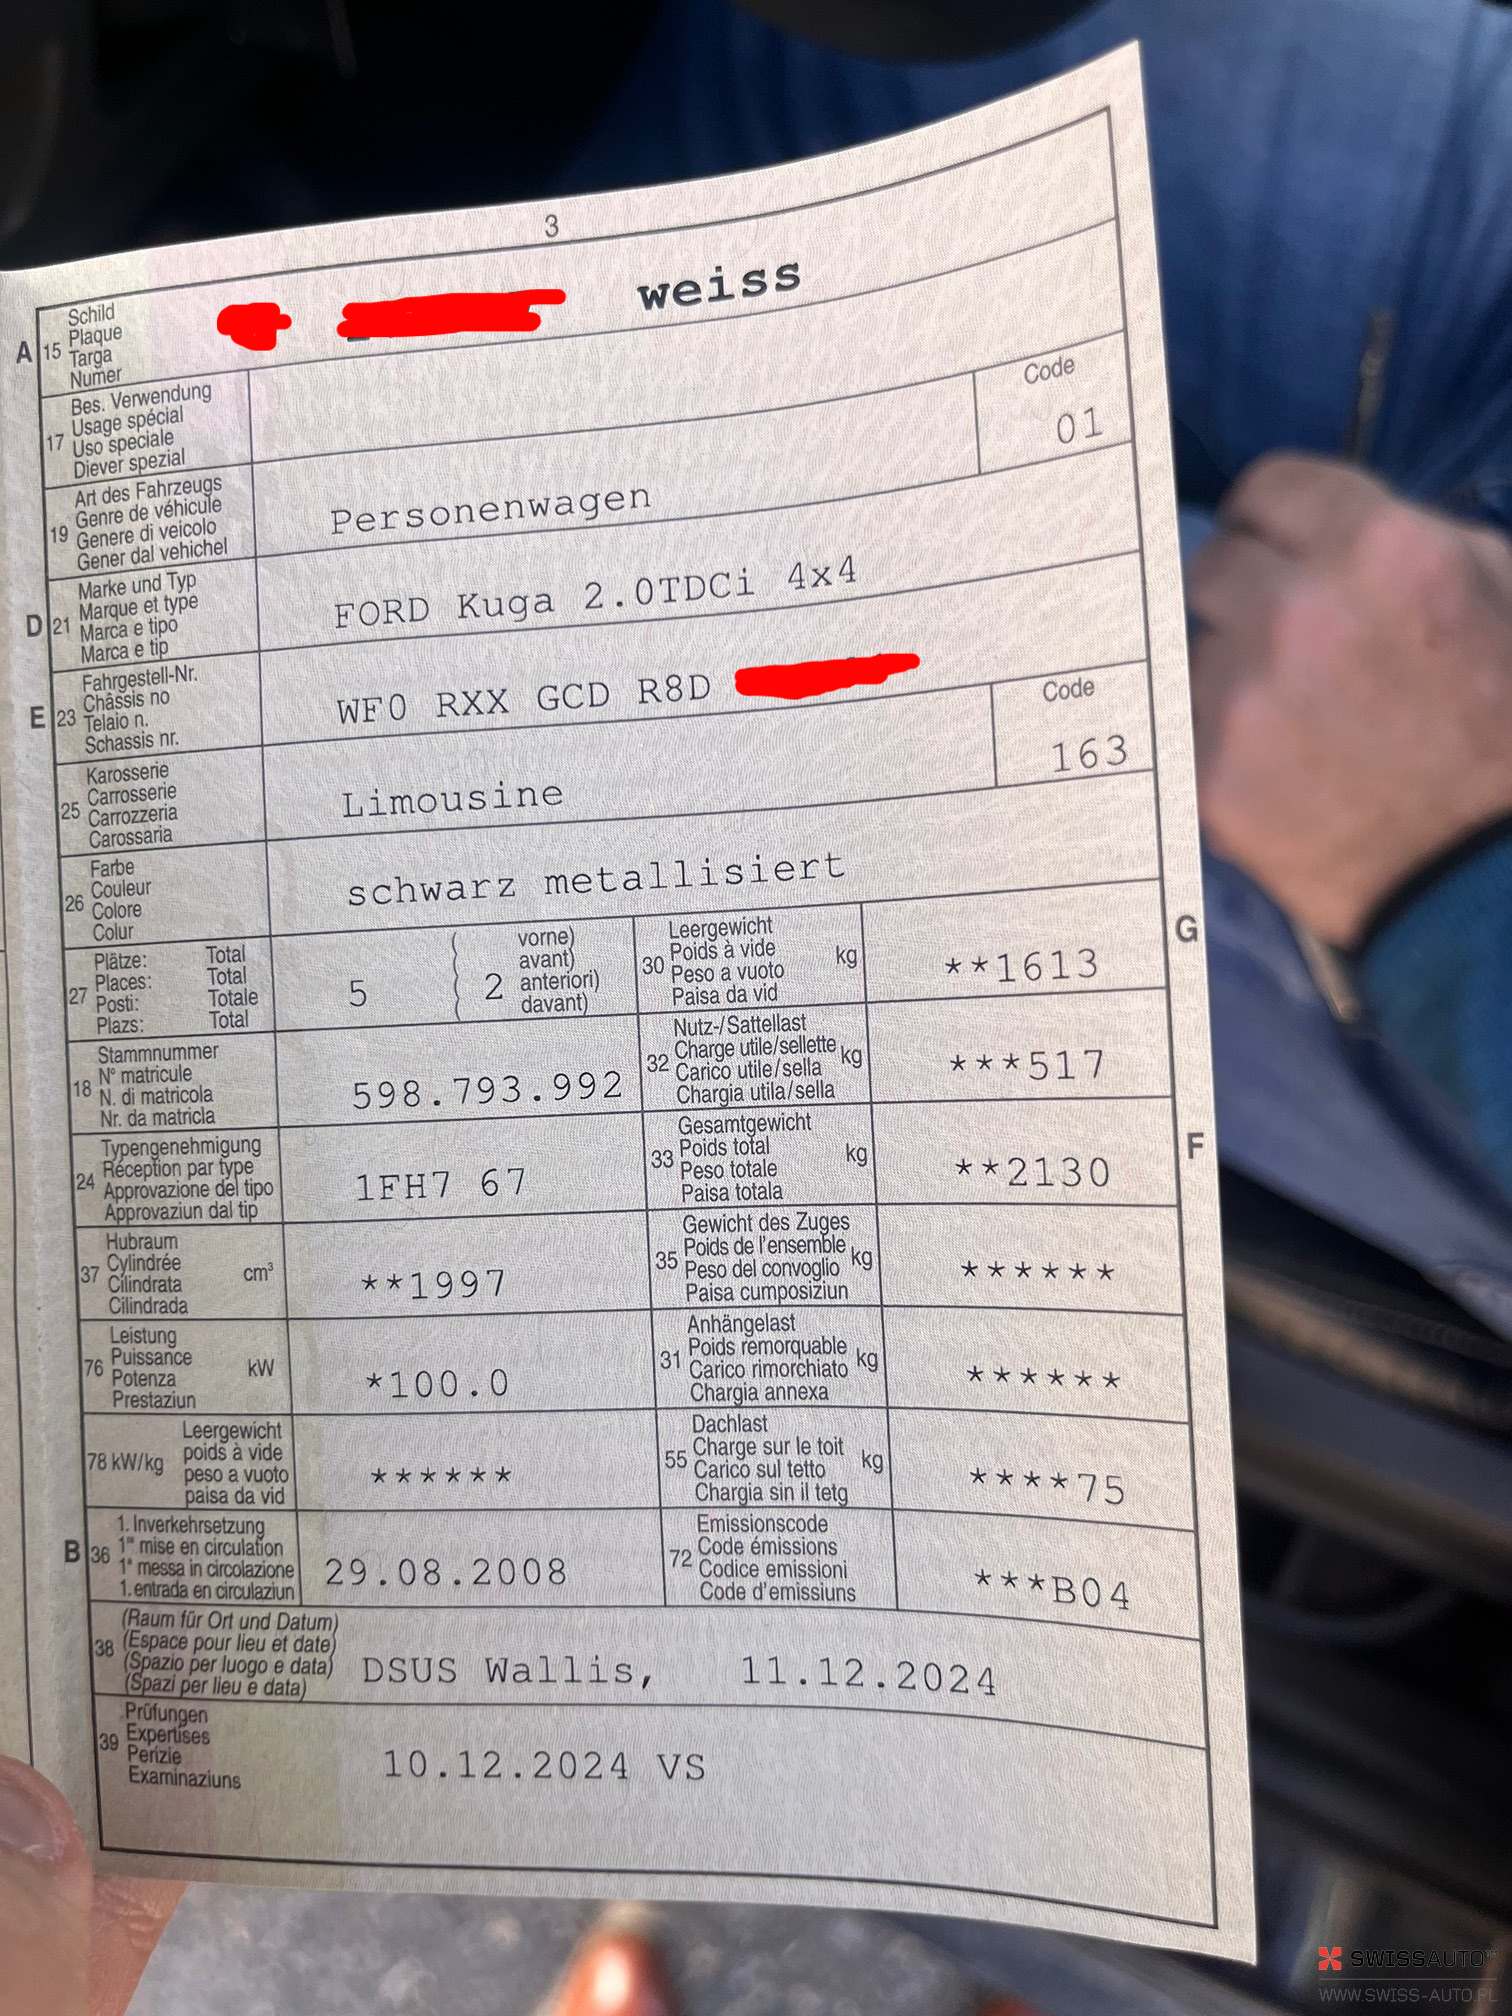 3
A 15 Schild
Plaque
Targa
Numer
weiss
17 Bes. Verwendung
Usage spécial
Uso speciale
Diever spezial
Code
01
19 Art des Fahrzeugs
Genre de véhicule
Genere di veicolo
Gener dal vehichel
Personenwagen
D 21 Marke und Typ
Marque et type
Marca e tipo
Marca e tip
FORD Kuga 2.0TDCi 4x4
E 23 Fahrgestell-Nr.
Châssis no
Telaio n.
Schassis nr.
WF0 RXX GCD R8D
25 Karosserie
Carrosserie
Carrozzeria
Carossaria
Limousine
Code
163
26 Farbe
Couleur
Colore
Colur
schwarz metallisiert
27 Plätze: Total
Places: Total
Posti: Totale
Plazs: Total
5
2
vorne)
avant)
anteriori)
davant)
30 Leergewicht
Poids à vide
Peso a vuoto
Paisa da vid
kg
**1613
G
18 Stammnummer
N° matricule
N. di matricola
Nr. da matricla
598.793.992
32 Nutz-/Sattellast
Charge utile/sellette
Carico utile/sella
Chargia utila/sella
kg
***517
24 Typengenehmigung
Réception par type
Approvazione del tipo
Approvaziun dal tip
1FH7 67
33 Gesamtgewicht
Poids total
Peso totale
Paisa totala
kg
**2130
F
37 Hubraum
Cylindrée
Cilindrata
Cilindrada
cm³
**1997
35 Gewicht des Zuges
Poids de l'ensemble
Peso del convoglio
Paisa cumposiziun
kg
******
76 Leistung
Puissance
Potenza
Prestaziun
kW
*100.0
31 Anhängelast
Poids remorquable
Carico rimorchiato
Chargia annexa
kg
******
78 kW/kg
Leergewicht
poids à vide
peso a vuoto
paisa da vid
******
55 Dachlast
Charge sur le toit
Carico sul tetto
Chargia sin il tetg
kg
****75
B 36 1. Inverkehrsetzung
1re mise en circulation
1a messa in circolazione
1. entrada en circulaziun
29.08.2008
72 Emissionscode
Code émissions
Codice emissioni
Code d'emissiuns
***B04
38 (Raum für Ort und Datum)
(Espace pour lieu et date)
(Spazio per luogo e data)
(Spazi per lieu e data)
DSUS Wallis, 11.12.2024
39 Prüfungen
Expertises
Perizie
Examinaziuns
10.12.2024 VS
SWISSAUTO
WWW.SWISS-AUTO.PL